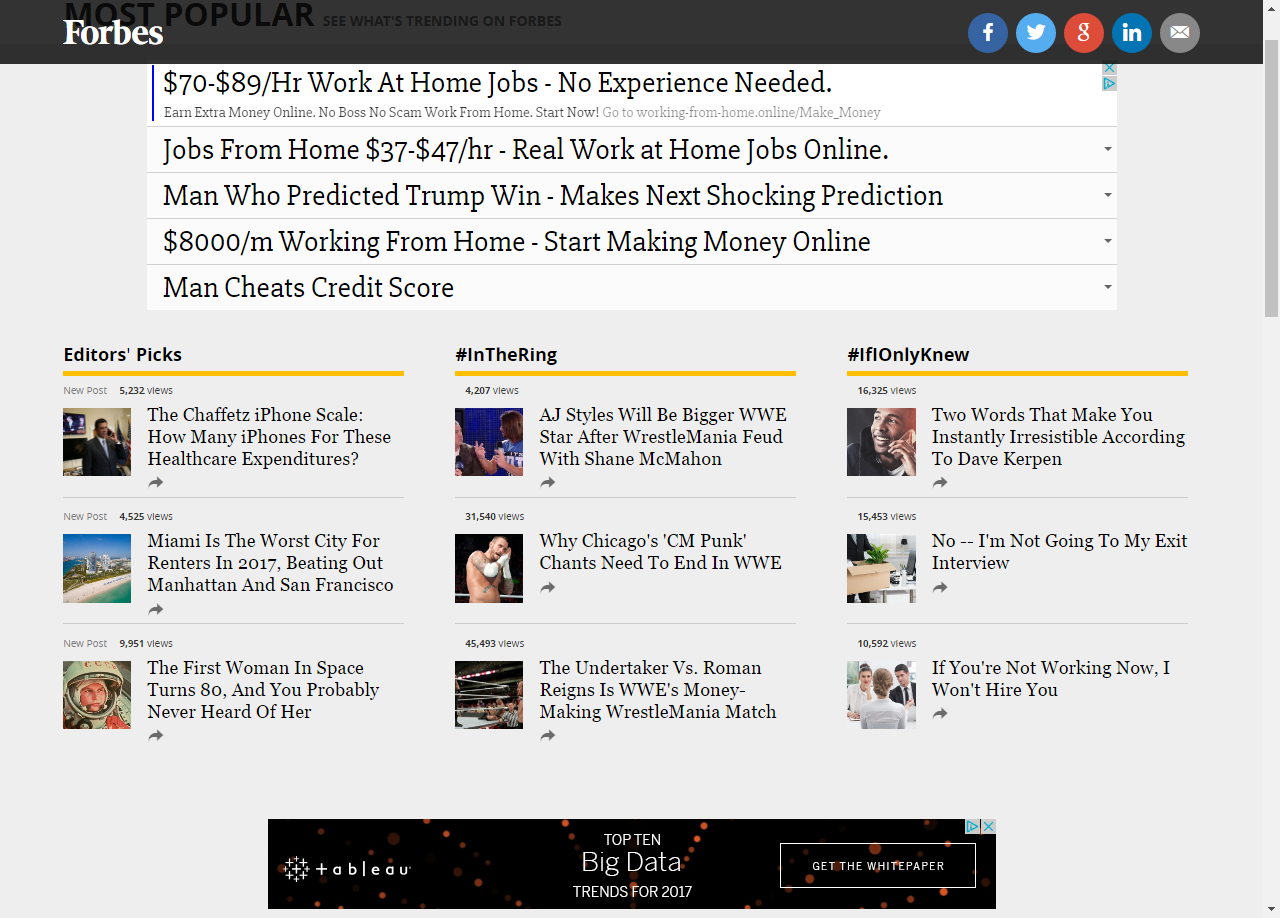 MOST POPULAR SEE WHAT'S TRENDING ON FORBES
Forbes
$70-$89/Hr Work At Home Jobs - No Experience Needed.
Earn Extra Money Online. No Boss No Scam Work From Home. Start Now! Go to working-from-home.online/Make_Money
Jobs From Home $37-$47/hr - Real Work at Home Jobs Online.
Man Who Predicted Trump Win - Makes Next Shocking Prediction
$8000/m Working From Home - Start Making Money Online
Man Cheats Credit Score
Editors' Picks
New Post 5,232 views
The Chaffetz iPhone Scale:
How Many iPhones For These
Healthcare Expenditures?
New Post 4,525 views
Miami Is The Worst City For
Renters In 2017, Beating Out
Manhattan And San Francisco
New Post 9,951 views
CCCP
The First Woman In Space
Turns 80, And You Probably
Never Heard Of Her
#InTheRing
4,207 views
AJ Styles Will Be Bigger WWE
Star After WrestleMania Feud
With Shane McMahon
31,540 views
Why Chicago's 'CM Punk'
Chants Need To End In WWE
45,493 views
The Undertaker Vs. Roman
Reigns Is WWE's Money-
Making WrestleMania Match
#IfIOnlyKnew
16,325 views
Two Words That Make You
Instantly Irresistible According
To Dave Kerpen
15,453 views
No -- I'm Not Going To My Exit
Interview
10,592 views
If You're Not Working Now, I
Won't Hire You
tableau
TOP TEN
Big Data
TRENDS FOR 2017
GET THE WHITEPAPER